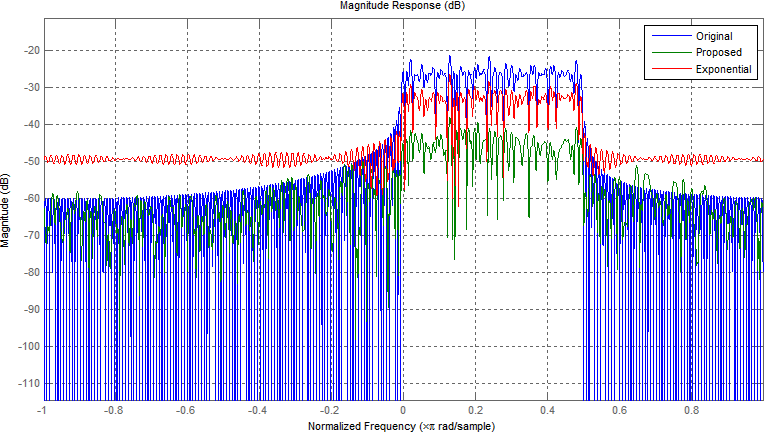 Magnitude Response (dB)
Original
Proposed
Exponential
-20
-30
-40
-50
-60
-70
-80
-90
-100
-110
Magnitude (dB)
-1 -0.8 -0.6 -0.4 -0.2 0 0.2 0.4 0.6 0.8
Normalized Frequency (×π rad/sample)